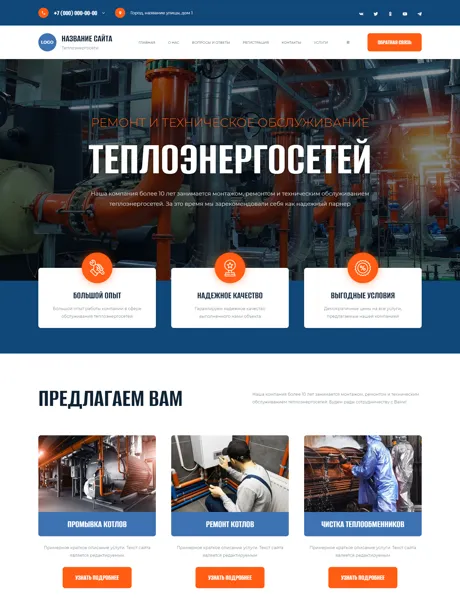 +7 (000) 000-00-00
Город, название улицы, дом 1
LOGO
НАЗВАНИЕ САЙТА
Теплоэнергосети
ГЛАВНАЯ О НАС ВОПРОСЫ И ОТВЕТЫ РЕГИСТРАЦИЯ КОНТАКТЫ УСЛУГИ
ОБРАТНАЯ СВЯЗЬ
РЕМОНТ И ТЕХНИЧЕСКОЕ ОБСЛУЖИВАНИЕ
ТЕПЛОЭНЕРГОСЕТЕЙ
Наша компания более 10 лет занимается монтажом, ремонтом и техническим обслуживанием
теплоэнергосетей. За это время мы зарекомендовали себя как надежный парнер
БОЛЬШОЙ ОПЫТ
Большой опыт работы компании в сфере
обслуживания теплоэнергосетей
НАДЕЖНОЕ КАЧЕСТВО
Гарантируем надежное качество
выполненного нами объекта
ВЫГОДНЫЕ УСЛОВИЯ
Демократичные цены на все услуги,
предлагаемые нашей компанией
ПРЕДЛАГАЕМ ВАМ
Наша компания более 10 лет занимается монтажом, ремонтом и техническим
обслуживанием теплоэнергосетей. Будем рады сотрудничеству с Вами!
ПРОМЫВКА КОТЛОВ
Примерное краткое описание услуги. Текст сайта
является редактируемым
УЗНАТЬ ПОДРОБНЕЕ
РЕМОНТ КОТЛОВ
Примерное краткое описание услуги. Текст сайта
является редактируемым
УЗНАТЬ ПОДРОБНЕЕ
ЧИСТКА ТЕПЛООБМЕННИКОВ
Примерное краткое описание услуги. Текст сайта
является редактируемым
УЗНАТЬ ПОДРОБНЕЕ